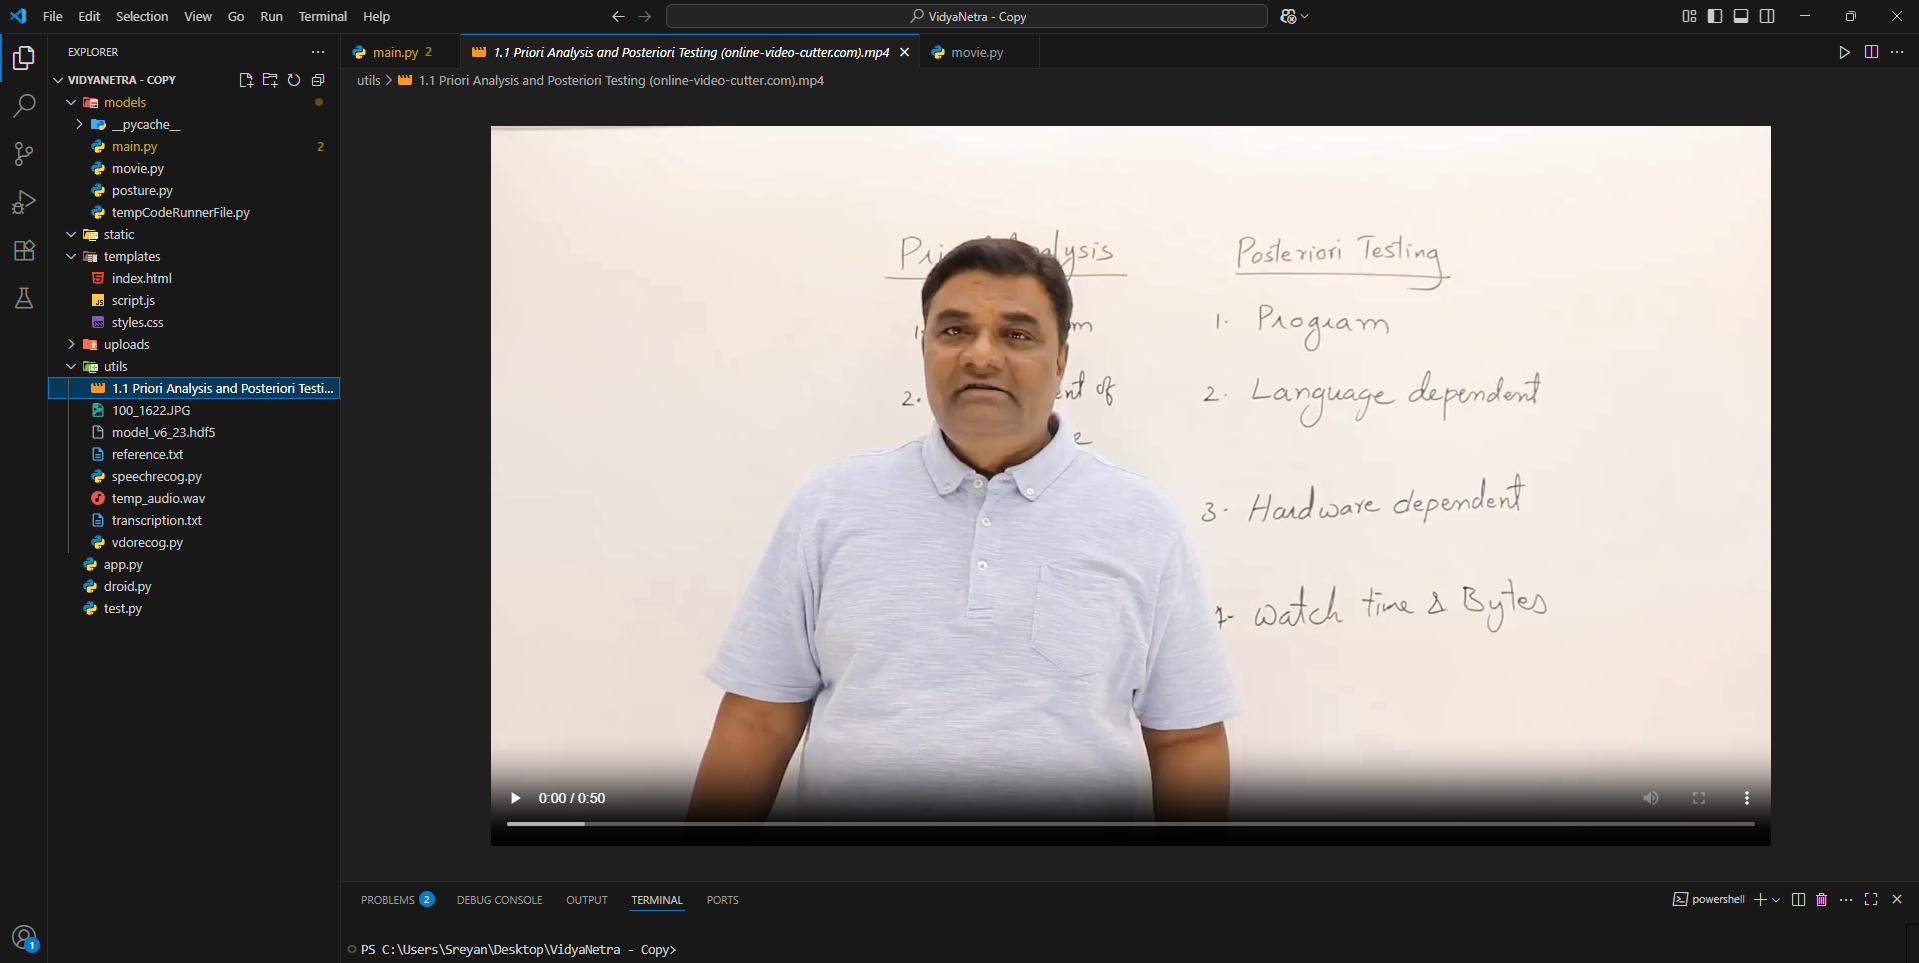 File Edit Selection View Go Run Terminal Help
VidyaNetra - Copy
EXPLORER
VIDYANETRA - COPY
models
__pycache__
main.py 2
movie.py
posture.py
tempCodeRunnerFile.py
static
templates
index.html
script.js
styles.css
uploads
utils
1.1 Priori Analysis and Posteriori Testi...
100_1622.JPG
model_v6_23.hdf5
reference.txt
speechrecog.py
temp_audio.wav
transcription.txt
vdorecog.py
app.py
droid.py
test.py
1
main.py 2
1.1 Priori Analysis and Posteriori Testing (online-video-cutter.com).mp4
movie.py
utils > 1.1 Priori Analysis and Posteriori Testing (online-video-cutter.com).mp4
Pri alysis
1. m
2. ent of
e
Posteriori Testing
1. Program
2. Language dependent
3. Hardware dependent
Watch time & Bytes
0:00 / 0:50
PROBLEMS 2 DEBUG CONSOLE OUTPUT TERMINAL PORTS
powershell
PS C:\Users\Sreyan\Desktop\VidyaNetra - Copy>